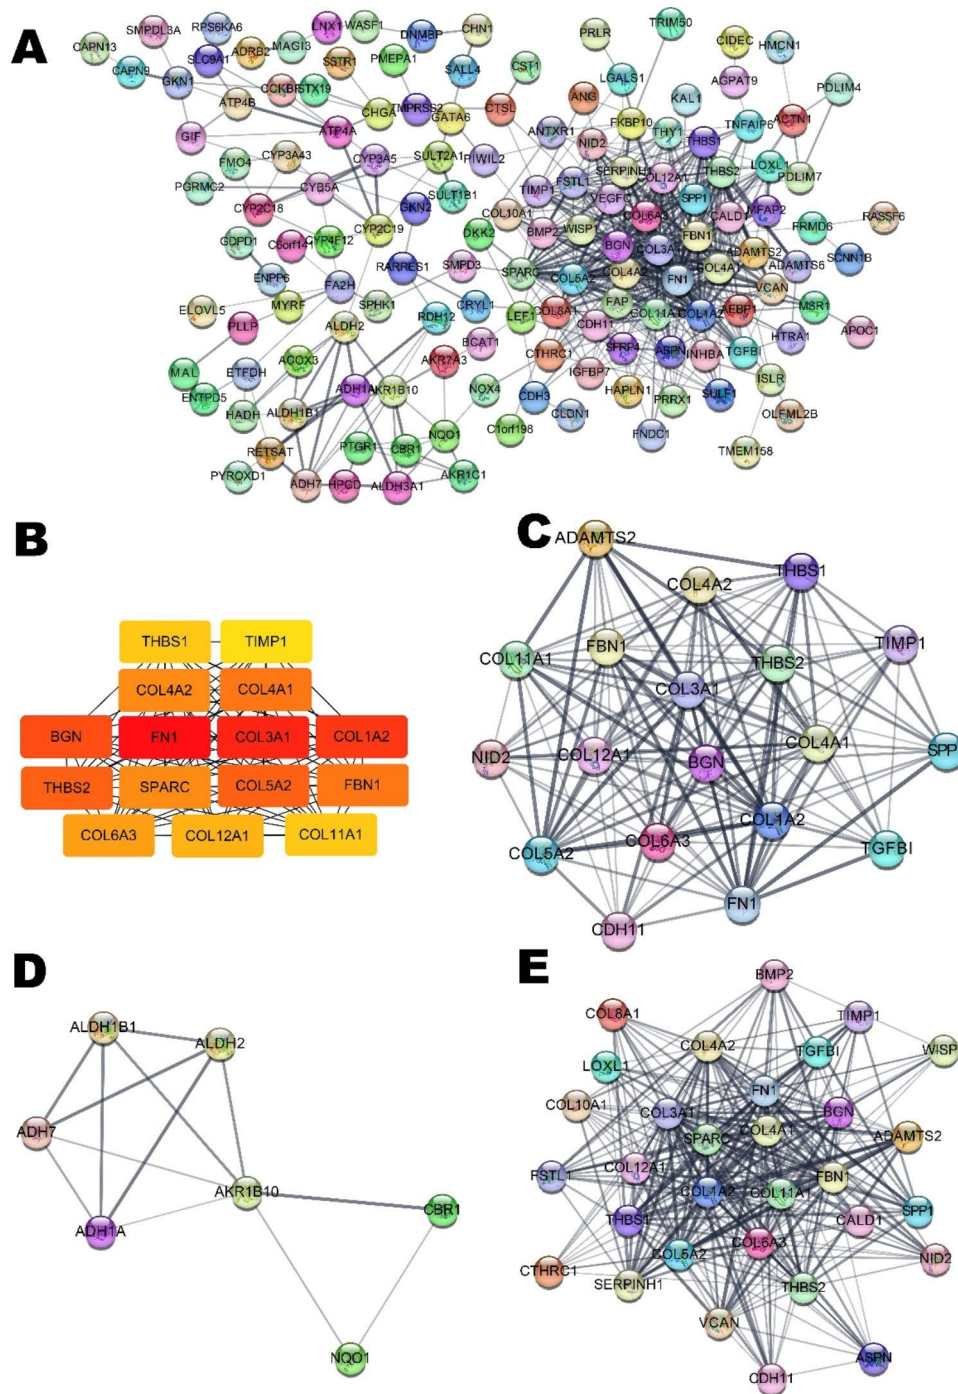 A
SMPDL3A
RPS6KA6
LNX1
WASF1
CHN1
PRLR
TRIM50
CAPN13
SLC9A1
ADRB2
MAGI3
DNMBP
CIDEC
HMCN1
CAPN9
GKN1
SSTR1
PMEPA1
SALL4
CST1
LGALS1
AGPAT9
PDLIM4
CCKBR
STX19
CHGA
TMPRSS2
CTSL
ANG
KAL1
ATP4B
GATA6
FKBP10
TNFAIP6
ACTN1
GIF
ATP4A
ANTXR1
NID2
THY1
THBS1
FMO4
CYP3A43
CYP3A5
SULT2A1
PIWIL2
SERPINH1
COL12A1
THBS2
LOXL1
PDLIM7
PGRMC2
CYB5A
SULT1B1
TIMP1
FSTL1
VEGFC
SPP1
CYP2C18
GKN2
COL10A1
COL6A3
CALD1
MFAP2
RASSF6
GDPD1
C6orf141
CYP4F12
CYP2C19
DKK2
BMP2
WISP1
FBN1
FRMD6
BGN
COL3A1
ADAMTS2
SCNN1B
ENPP6
FA2H
RARRES1
SMPD3
SPARC
COL5A2
COL4A2
FN1
COL4A1
ADAMTS6
VCAN
ELOVL5
MYRF
SPHK1
CRYL1
FAP
MSR1
PLLP
ALDH2
RDH12
LEF1
COL8A1
COL11A1
COL1A2
AEBP1
APOC1
BCAT1
CDH11
HTRA1
MAL
ETFDH
ACOX3
AKR7A3
CTHRC1
SFRP4
ASPN
INHBA
TGFBI
ENTPD5
ADH1A
AKR1B10
IGFBP7
ISLR
HADH
ALDH1B1
NOX4
CDH3
HAPLN1
PRRX1
SULF1
OLFML2B
RETSAT
PTGR1
CBR1
NQO1
C1orf198
CLDN1
FNDC1
TMEM158
PYROXD1
ADH7
HPGD
ALDH3A1
AKR1C1
B
THBS1
TIMP1
COL4A2
COL4A1
BGN
FN1
COL3A1
COL1A2
THBS2
SPARC
COL5A2
FBN1
COL6A3
COL12A1
COL11A1
C
ADAMTS2
THBS1
COL4A2
TIMP1
FBN1
COL11A1
THBS2
COL3A1
COL4A1
SPP
NID2
COL12A1
BGN
COL1A2
COL6A3
COL5A2
TGFBI
FN1
CDH11
D
ALDH1B1
ALDH2
ADH7
AKR1B10
CBR1
ADH1A
NQO1
E
BMP2
COL8A1
TIMP1
COL4A2
TGFBI
WISP
LOXL1
FN1
COL10A1
COL3A1
BGN
COL4A1
SPARC
ADAMTS2
FSTL1
COL12A1
FBN1
COL1A2
COL11A1
SPP1
THBS1
CALD1
COL6A3
COL5A2
NID2
CTHRC1
SERPINH1
THBS2
VCAN
ASPN
CDH11